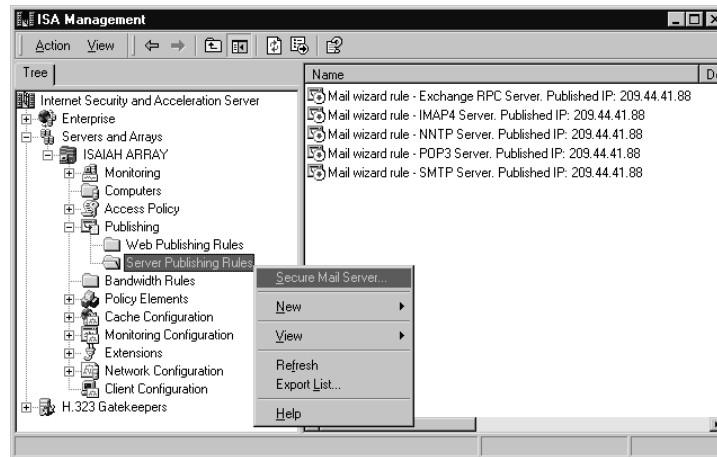 ISA Management
Action View
Tree
Name
De
Internet Security and Acceleration Server
Enterprise
Servers and Arrays
ISAIAH ARRAY
Monitoring
Computers
Access Policy
Publishing
Web Publishing Rules
Server Publishing Rules
Bandwidth Rules
Policy Elements
Cache Configuration
Monitoring Configuration
Extensions
Network Configuration
Client Configuration
H.323 Gatekeepers
Mail wizard rule - Exchange RPC Server. Published IP: 209.44.41.88
Mail wizard rule - IMAP4 Server. Published IP: 209.44.41.88
Mail wizard rule - NNTP Server. Published IP: 209.44.41.88
Mail wizard rule - POP3 Server. Published IP: 209.44.41.88
Mail wizard rule - SMTP Server. Published IP: 209.44.41.88
Secure Mail Server...
New
View
Refresh
Export List...
Help